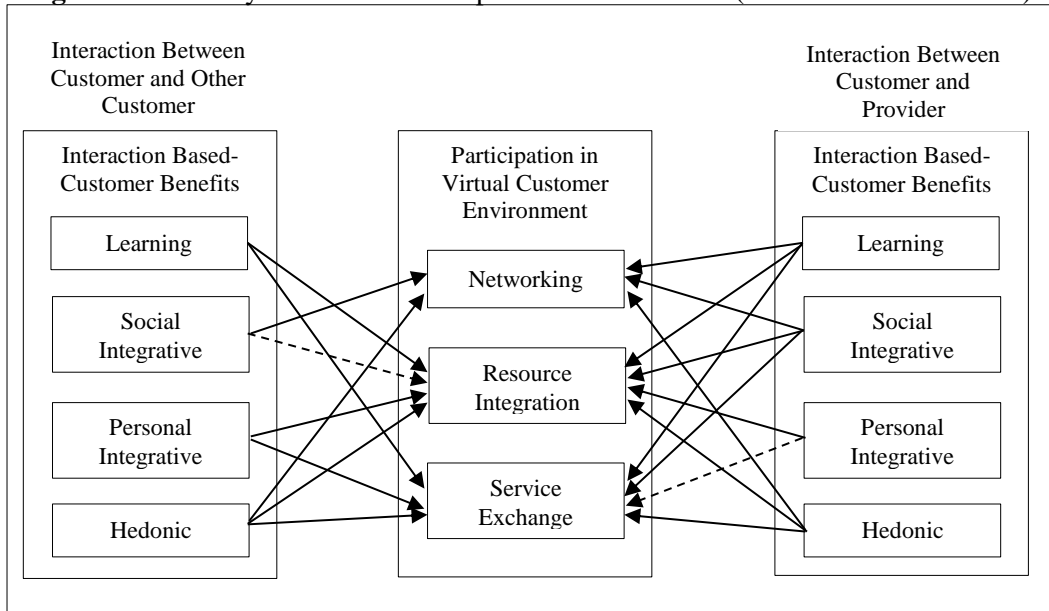 Interaction Between
Customer and Other
Customer
Interaction Based-
Customer Benefits
Learning
Social
Integrative
Personal
Integrative
Hedonic
Participation in
Virtual Customer
Environment
Networking
Resource
Integration
Service
Exchange
Interaction Between
Customer and
Provider
Interaction Based-
Customer Benefits
Learning
Social
Integrative
Personal
Integrative
Hedonic